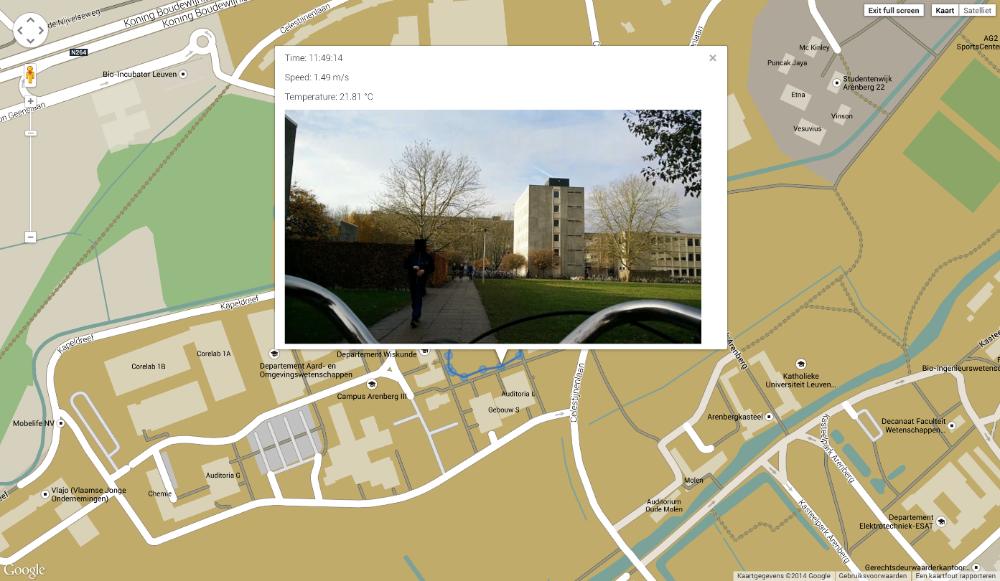 de Nijvelseweg
Koning Boudewijnl
Koning Boudewijnl
Celestijnenlaan
Exit full screen
Kaart
Satelliet
N264
Bio-Incubator Leuven
on Geenslaan
Time: 11:49:14
Speed: 1.49 m/s
Temperature: 21.81 °C
×
AG2
SportsCente
Mc Kinley
Puncak Jaya
Studentenwijk
Arenberg 22
Etna
Vinson
Vesuvius
Kapeldreef
Kapeldreef
Corelab 1A
Corelab 1B
Departement Aard- en
Omgevingswetenschappen
Departement Wiskunde
Campus Arenberg III
Auditoria L
Gebouw S
Celestijnenlaan
k Arenberg
Katholieke
Universiteit Leuven...
Kastee
Bio-ingenieurswetens
Mobelife NV
Arenbergkasteel
Kasteelpark Arenberg
Decanaat Faculteit
Wetenschappen...
Auditoria G
Chemie
Vlajo (Vlaamse Jonge
Ondernemingen)
Molen
Auditorium
Oude Molen
Kasteelpark Arenberg
Departement
Elektrotechniek-ESAT
Gerechtsdeurwaarderkantoor...
Google
Kaartgegevens ©2014 Google
Gebruiksvoorwaarden
Een kaartfout rapporteren